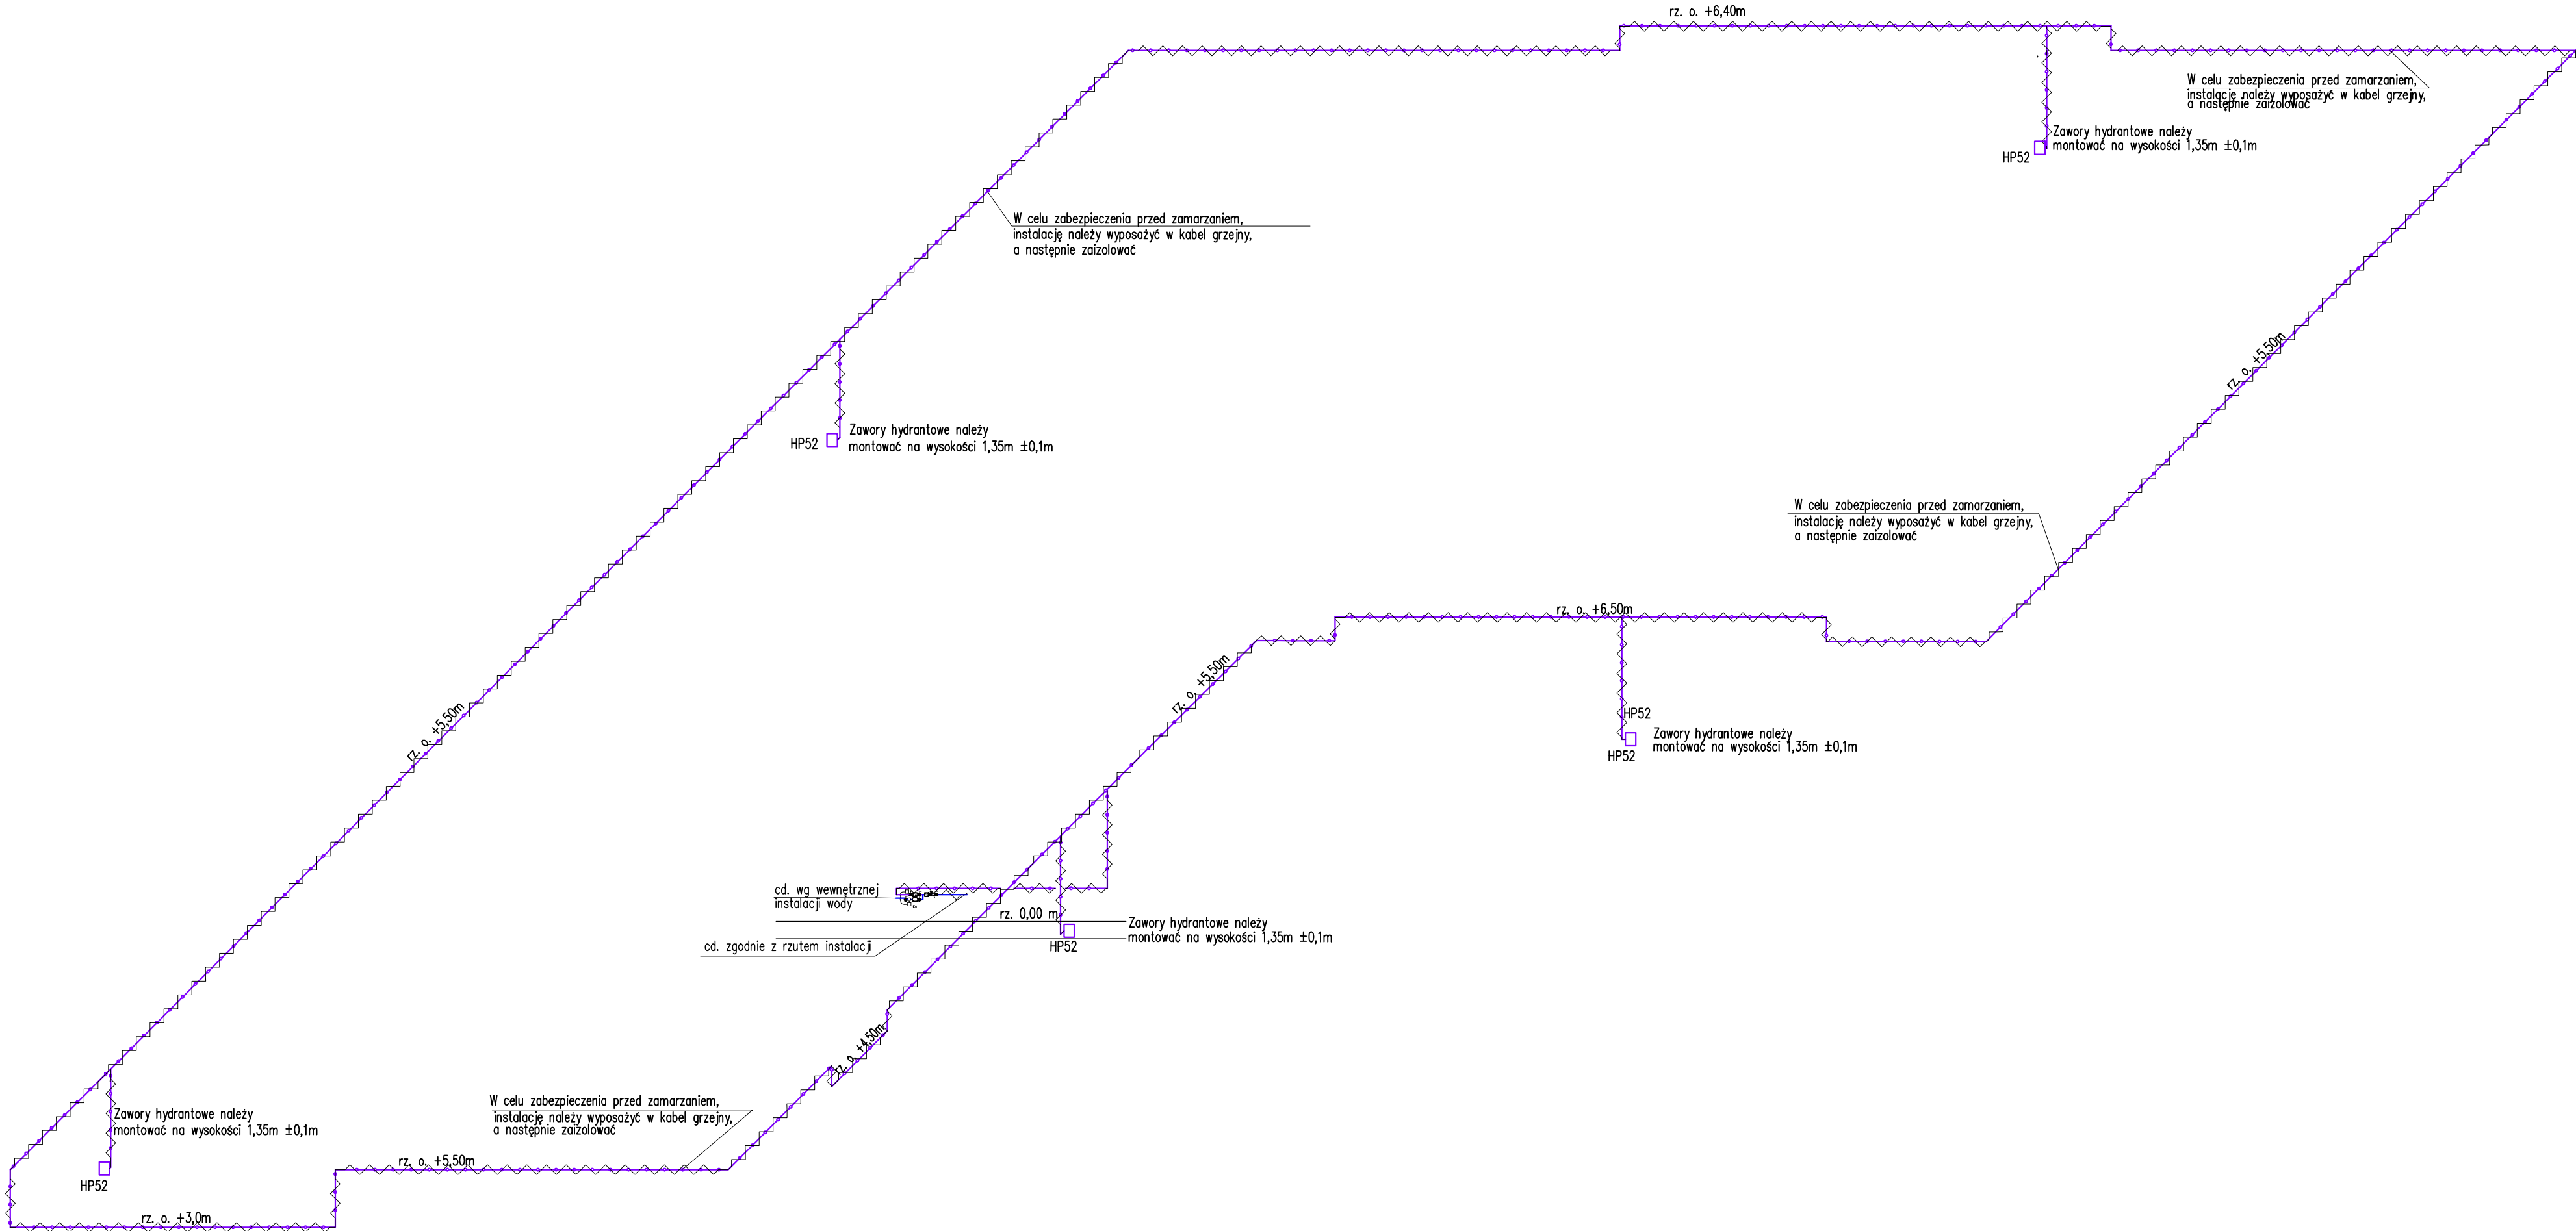 rz. o. +6,40m
W celu zabezpieczenia przed zamarzaniem,
instalację należy wyposażyć w kabel grzejny,
a następnie zaizolować
Zawory hydrantowe należy
montować na wysokości 1,35m ±0,1m
HP52
W celu zabezpieczenia przed zamarzaniem,
instalację należy wyposażyć w kabel grzejny,
a następnie zaizolować
rz. o. +5,50m
Zawory hydrantowe należy
montować na wysokości 1,35m ±0,1m
HP52
W celu zabezpieczenia przed zamarzaniem,
instalację należy wyposażyć w kabel grzejny,
a następnie zaizolować
rz. o. +6,50m
rz. o. +5,50m
rz. o. +5,50m
HP52
Zawory hydrantowe należy
montować na wysokości 1,35m ±0,1m
HP52
cd. wg wewnętrznej
instalacji wody
rz. 0,00 m
Zawory hydrantowe należy
montować na wysokości 1,35m ±0,1m
cd. zgodnie z rzutem instalacji
HP52
rz. o. +4,50m
W celu zabezpieczenia przed zamarzaniem,
instalację należy wyposażyć w kabel grzejny,
a następnie zaizolować
Zawory hydrantowe należy
montować na wysokości 1,35m ±0,1m
rz. o. +5,50m
HP52
rz. o. +3,0m